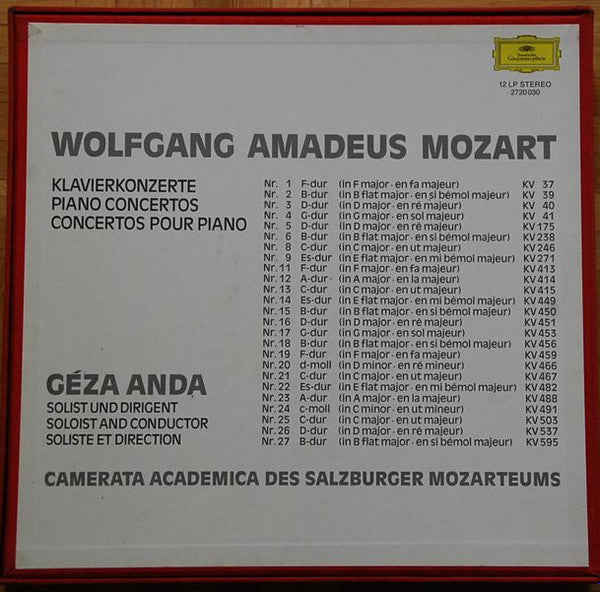 Deutsche
Grammophon
12 LP STEREO
2720030
WOLFGANG AMADEUS MOZART
KLAVIERKONZERTE
PIANO CONCERTOS
CONCERTOS POUR PIANO
Nr. 1 F-dur (in F major · en fa majeur) KV 37
Nr. 2 B-dur (in B flat major · en si bémol majeur) KV 39
Nr. 3 D-dur (in D major · en ré majeur) KV 40
Nr. 4 G-dur (in G major · en sol majeur) KV 41
Nr. 5 D-dur (in D major · en ré majeur) KV 175
Nr. 6 B-dur (in B flat major · en si bémol majeur) KV 238
Nr. 8 C-dur (in C major · en ut majeur) KV 246
Nr. 9 Es-dur (in E flat major · en mi bémol majeur) KV 271
Nr. 11 F-dur (in F major · en fa majeur) KV 413
Nr. 12 A-dur · (in A major · en la majeur) KV 414
Nr. 13 C-dur (in C major · en ut majeur) KV 415
Nr. 14 Es-dur (in E flat major · en mi bémol majeur) KV 449
Nr. 15 B-dur (in B flat major · en si bémol majeur) KV 450
Nr. 16 D-dur (in D major · en ré majeur) KV 451
Nr. 17 G-dur (in G major · en sol majeur) KV 453
Nr. 18 B-dur (in B flat major · en si bémol majeur) KV 456
Nr. 19 F-dur (in F major · en fa majeur) KV 459
Nr. 20 d-moll (in D minor · en ré mineur) KV 466
Nr. 21 C-dur (in C major · en ut majeur) KV 467
Nr. 22 Es-dur (in E flat major · en mi bémol majeur) KV 482
Nr. 23 A-dur (in A major · en la majeur) KV 488
Nr. 24 c-moll (in C minor · en ut mineur) KV 491
Nr. 25 C-dur (in C major · en ut majeur) KV 503
Nr. 26 D-dur (in D major · en ré majeur) KV 537
Nr. 27 B-dur (in B flat major · en si bémol majeur) KV 595
GÉZA ANDA
SOLIST UND DIRIGENT
SOLOIST AND CONDUCTOR
SOLISTE ET DIRECTION
CAMERATA ACADEMICA DES SALZBURGER MOZARTEUMS